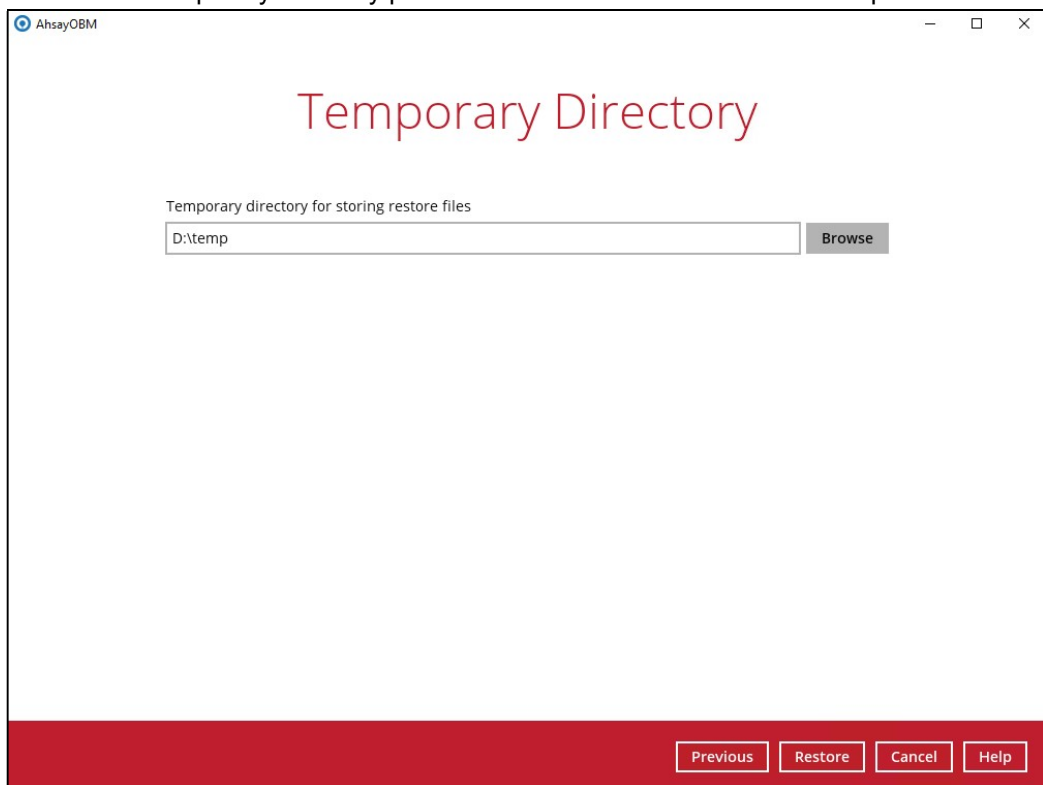 AhsayOBM
Temporary Directory
Temporary directory for storing restore files
D:\temp
Browse
Previous
Restore
Cancel
Help